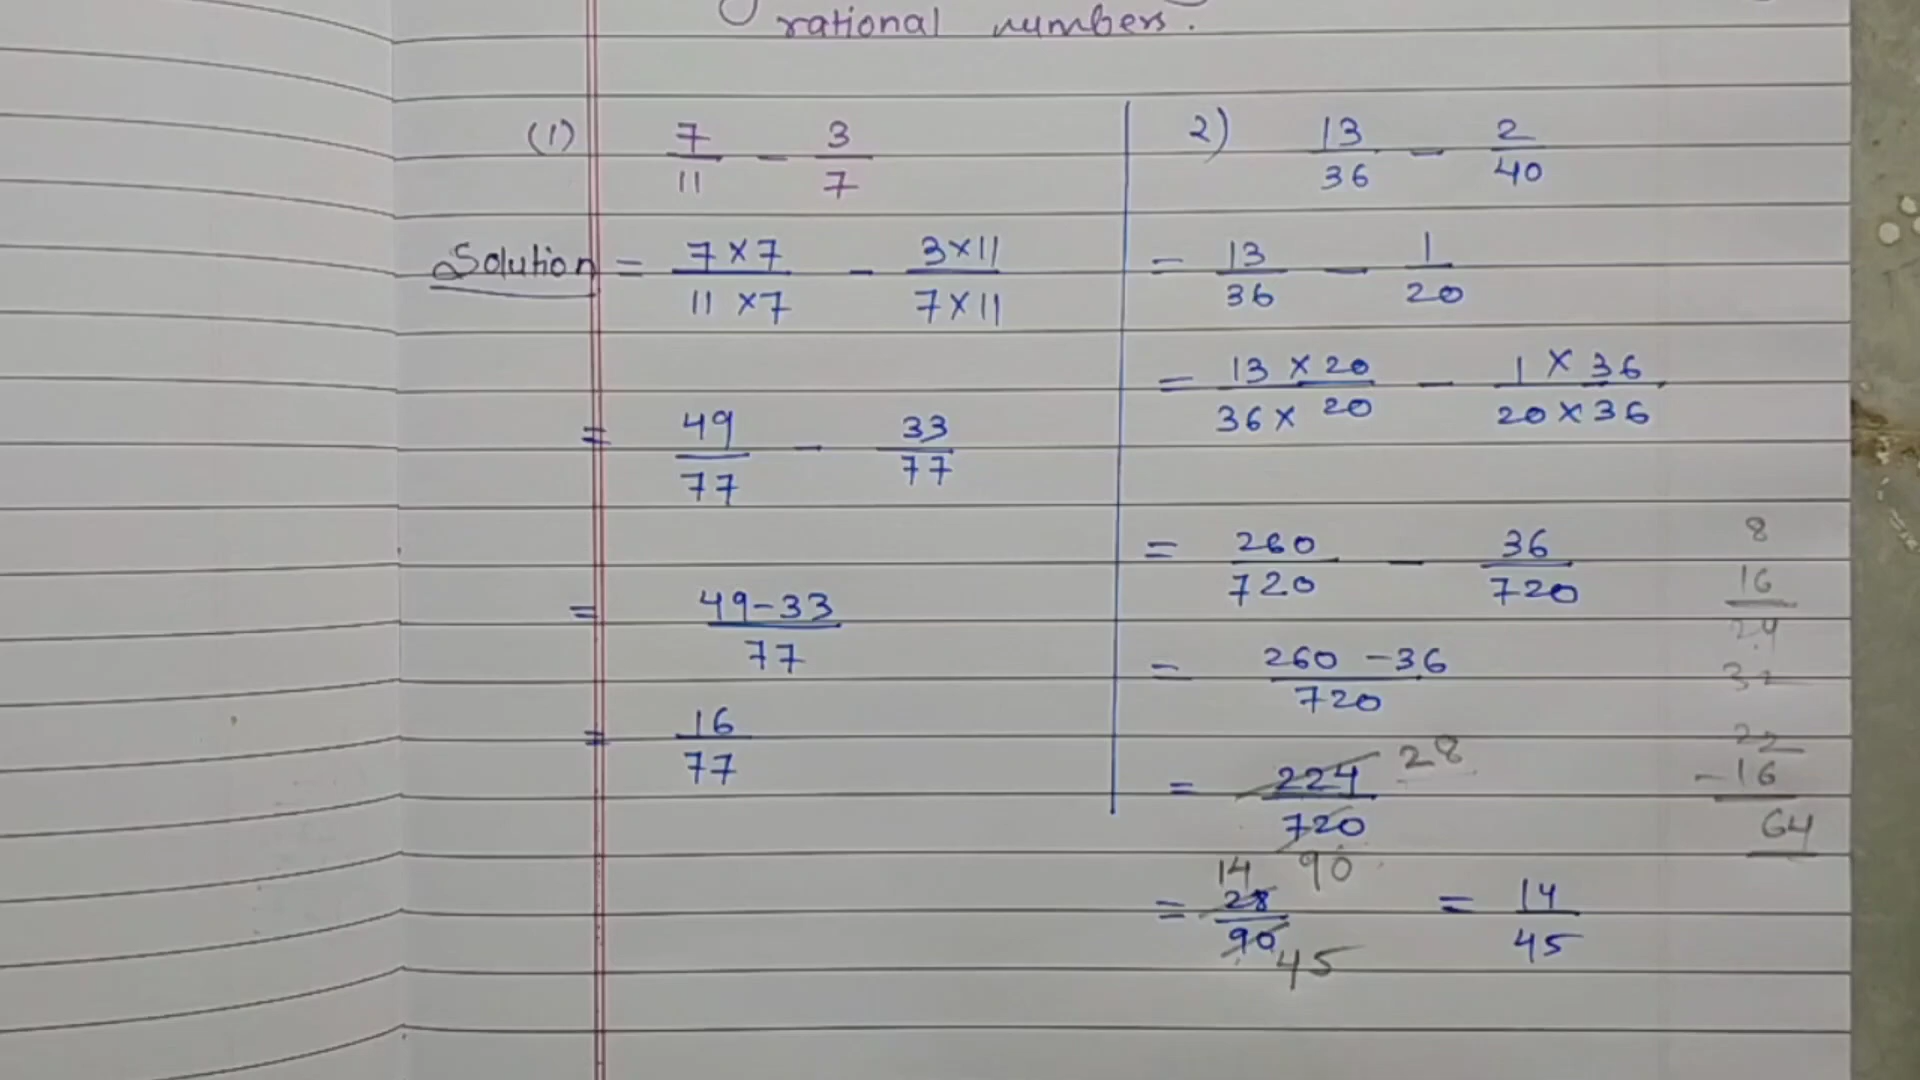 rational numbers.
(1) 7/11 - 3/7
Solution = 7×7/11×7 - 3×11/7×11
= 49/77 - 33/77
= 49-33/77
= 16/77
2) 13/36 - 2/40
= 13/36 - 1/20
= 13×20/36×20 - 1×36/20×36
= 260/720 - 36/720
= 260-36/720
= 224/720 28 90
= 28/90 14 45 = 14/45
8
16
24
32
22
-16
64